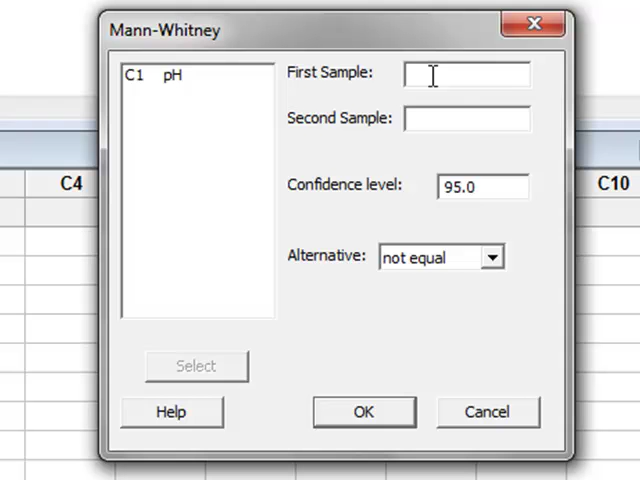 Mann-Whitney
C1 pH
First Sample:
Second Sample:
Confidence level: 95.0
Alternative: not equal
Select
Help OK Cancel
C4 C10